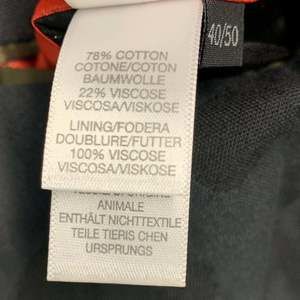 40/50
78% COTTON
COTONE/COTON
BAUMWOLLE
22% VISCOSE
VISCOSA/VISKOSE
LINING/FODERA
DOUBLURE/FUTTER
100% VISCOSE
VISCOSA/VISKOSE
ANIMALE
ENTHÄLT NICHTTEXTILE
TEILE TIERIS CHEN
URSPRUNGS